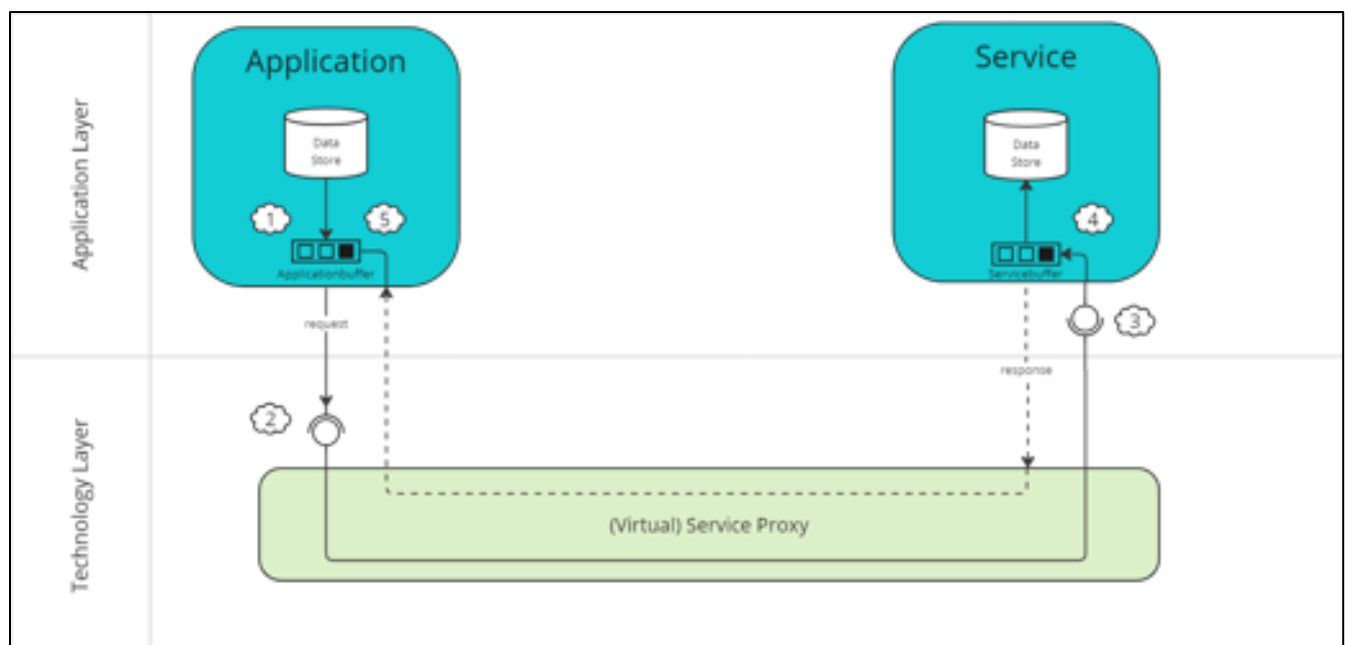 Application Layer
Application
Data
Store
1
5
Applicationbuffer
request
Service
Data
Store
4
Servicebuffer
3
response
Technology Layer
2
(Virtual) Service Proxy